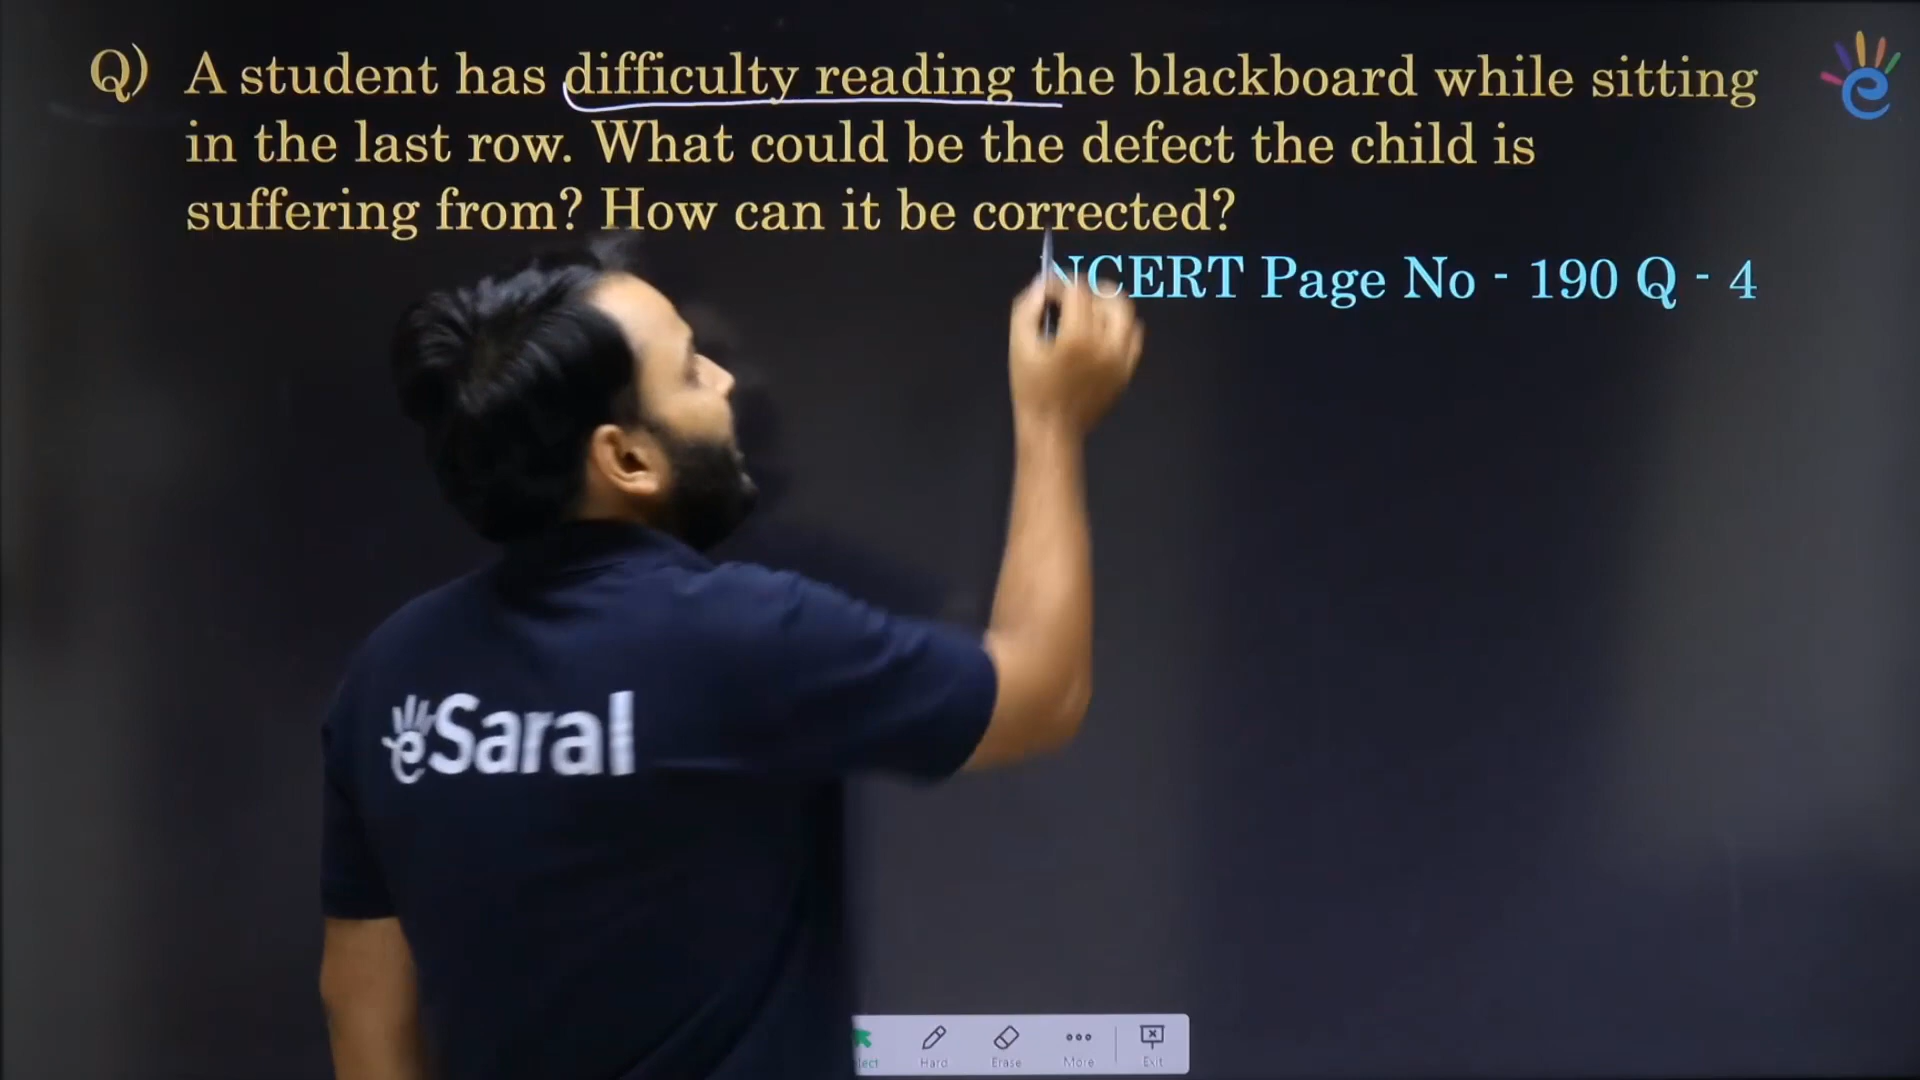 Q) A student has difficulty reading the blackboard while sitting
in the last row. What could be the defect the child is
suffering from? How can it be corrected?
NCERT Page No - 190 Q - 4
eSaral
Hard Erase More Exit